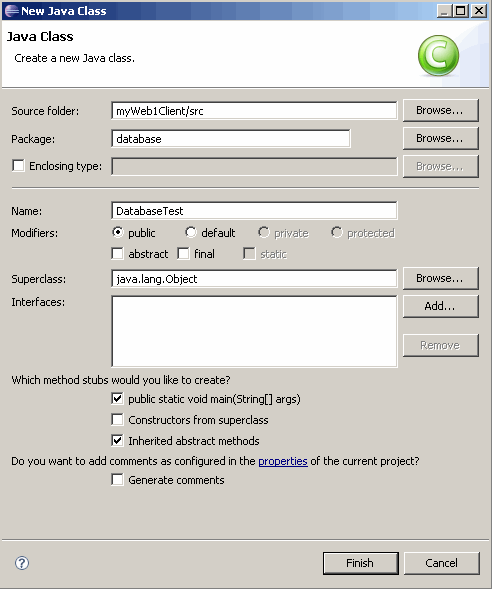 New Java Class
Java Class
Create a new Java class.
C
Source folder: myWeb1Client/src Browse...
Package: database Browse...
Enclosing type: Browse...
Name: DatabaseTest
Modifiers: public default private protected
abstract final static
Superclass: java.lang.Object Browse...
Interfaces: Add...
Remove
Which method stubs would you like to create?
public static void main(String[] args)
Constructors from superclass
Inherited abstract methods
Do you want to add comments as configured in the properties of the current project?
Generate comments
? Finish Cancel